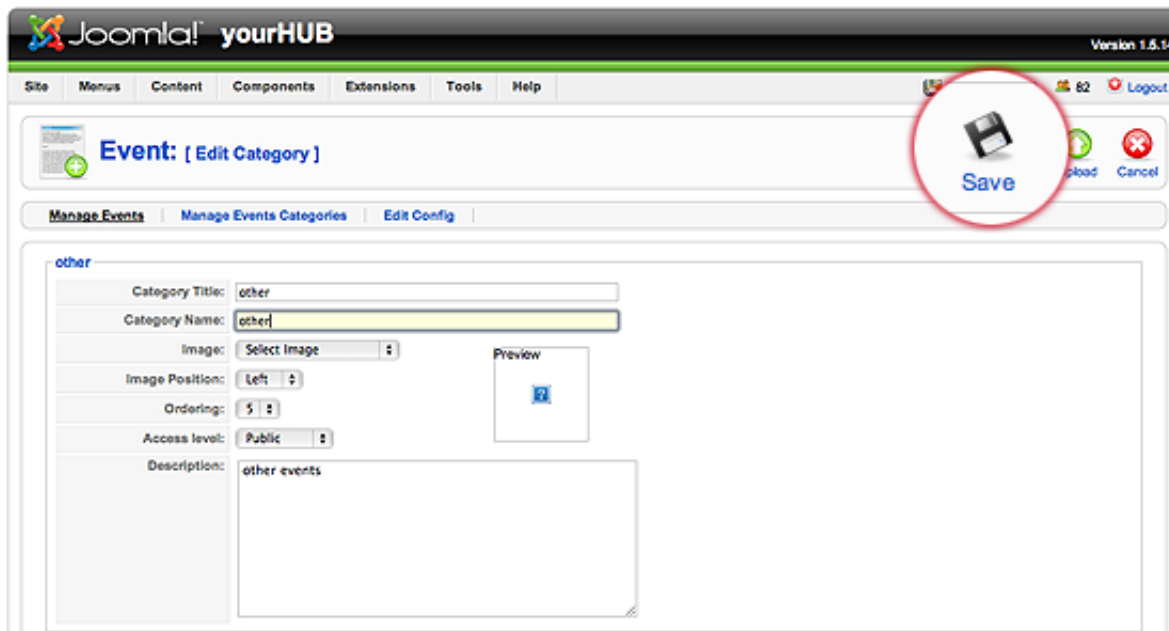 Joomla! yourHUB
Version 1.5.14
Site Menus Content Components Extensions Tools Help 82 Logout
Event: [ Edit Category ]
Save Upload Cancel
Manage Events Manage Events Categories Edit Config
other
Category Title: other
Category Name: other
Image: Select Image
Preview
Image Position: Left
Ordering: 5
Access level: Public
Description: other events